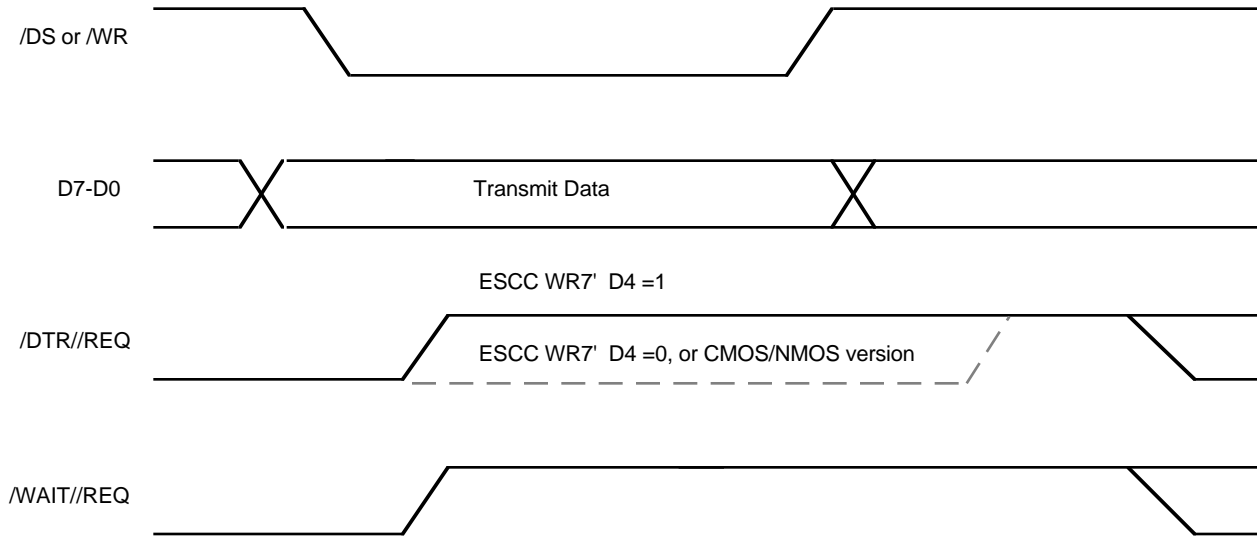 /DS or /WR
D7-D0
Transmit Data
ESCC WR7' D4 =1
/DTR//REQ
ESCC WR7' D4 =0, or CMOS/NMOS version
/WAIT//REQ